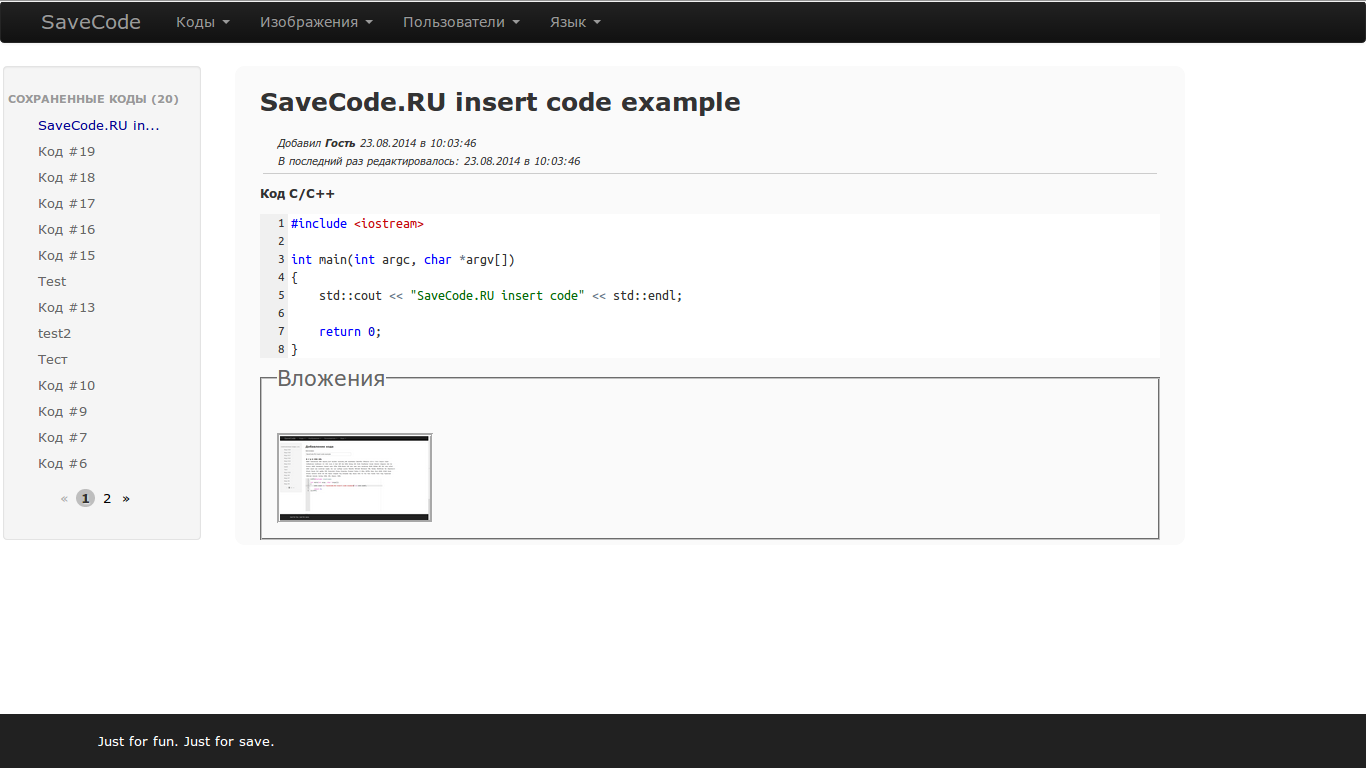 SaveCode Коды Изображения Пользователи Язык
СОХРАНЕННЫЕ КОДЫ (20)
SaveCode.RU in...
Код #19
Код #18
Код #17
Код #16
Код #15
Test
Код #13
test2
Тест
Код #10
Код #9
Код #7
Код #6
« 1 2 »
SaveCode.RU insert code example
Добавил Гость 23.08.2014 в 10:03:46
В последний раз редактировалось: 23.08.2014 в 10:03:46
Код C/C++
1 #include <iostream>
2
3 int main(int argc, char *argv[])
4 {
5     std::cout << "SaveCode.RU insert code" << std::endl;
6
7     return 0;
8 }
Вложения
Just for fun. Just for save.